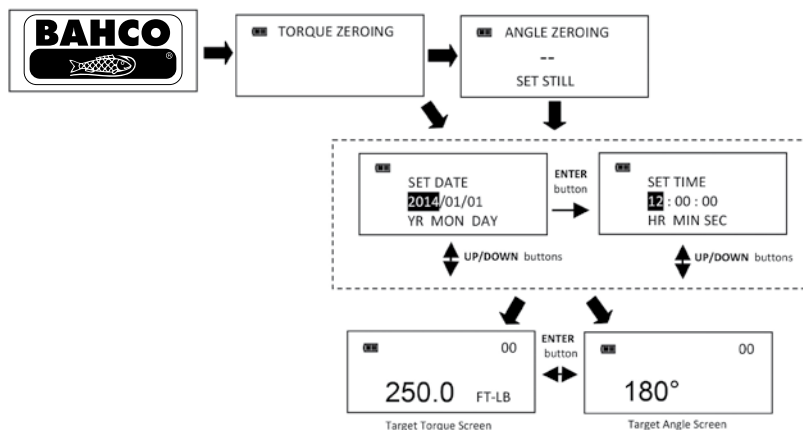 BAHCO
®
TORQUE ZEROING
ANGLE ZEROING
--
SET STILL
SET DATE
2014/01/01
YR MON DAY
ENTER
button
SET TIME
12 : 00 : 00
HR MIN SEC
UP/DOWN buttons
UP/DOWN buttons
00
250.0 FT-LB
Target Torque Screen
ENTER
button
00
180°
Target Angle Screen